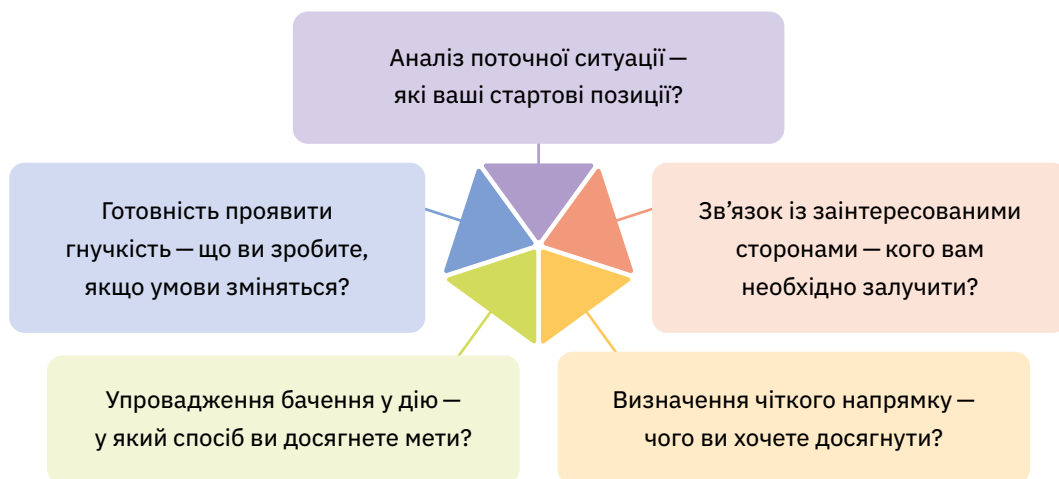 Аналіз поточної ситуації —
які ваші стартові позиції?
Зв’язок із заінтересованими
сторонами — кого вам
необхідно залучити?
Визначення чіткого напрямку —
чого ви хочете досягнути?
Упровадження бачення у дію —
у який спосіб ви досягнете мети?
Готовність проявити
гнучкість — що ви зробите,
якщо умови зміняться?